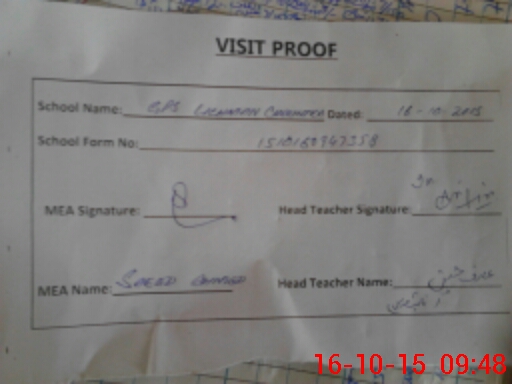 VISIT PROOF
School Name: GPS Dated: 16-10-2015
School Form No: 1510160947358
MEA Signature: Head Teacher Signature:
MEA Name: SAEED AHMED Head Teacher Name:
16-10-15 09:48